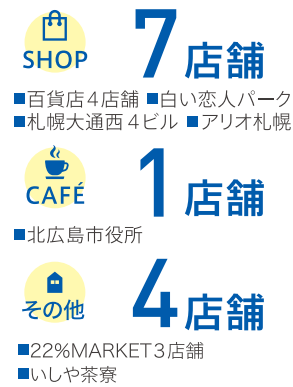 SHOP
7店舗
■百貨店4店舗 ■白い恋人パーク
■札幌大通西4ビル ■アリオ札幌
CAFÉ
1店舗
■北広島市役所
その他
4店舗
■22%MARKET3店舗
■いしや茶寮